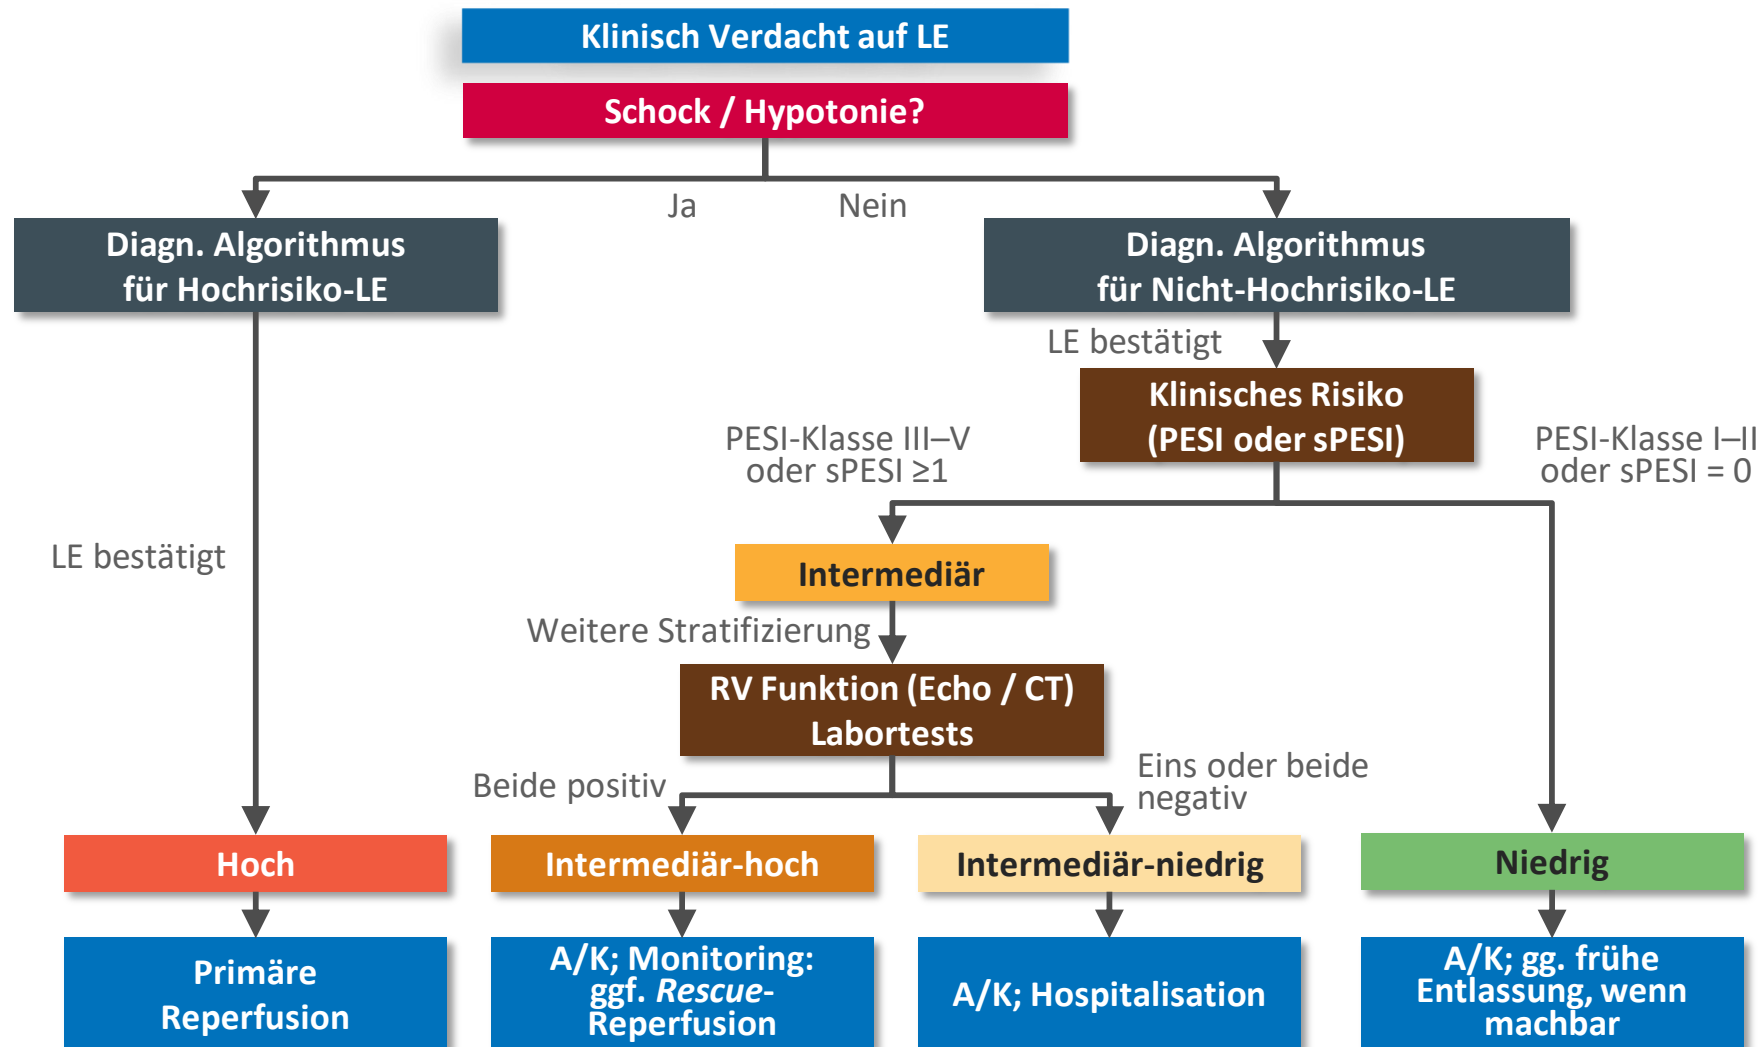 Klinisch Verdacht auf LE
Schock / Hypotonie?
Ja
Nein
Diagn. Algorithmus
für Hochrisiko-LE
Diagn. Algorithmus
für Nicht-Hochrisiko-LE
LE bestätigt
Klinisches Risiko
(PESI oder sPESI)
PESI-Klasse III–V
oder sPESI ≥1
PESI-Klasse I–II
oder sPESI = 0
LE bestätigt
Intermediär
Weitere Stratifizierung
RV Funktion (Echo / CT)
Labortests
Beide positiv
Eins oder beide
negativ
Hoch
Intermediär-hoch
Intermediär-niedrig
Niedrig
Primäre
Reperfusion
A/K; Monitoring:
ggf. Rescue-
Reperfusion
A/K; Hospitalisation
A/K; gg. frühe
Entlassung, wenn
machbar